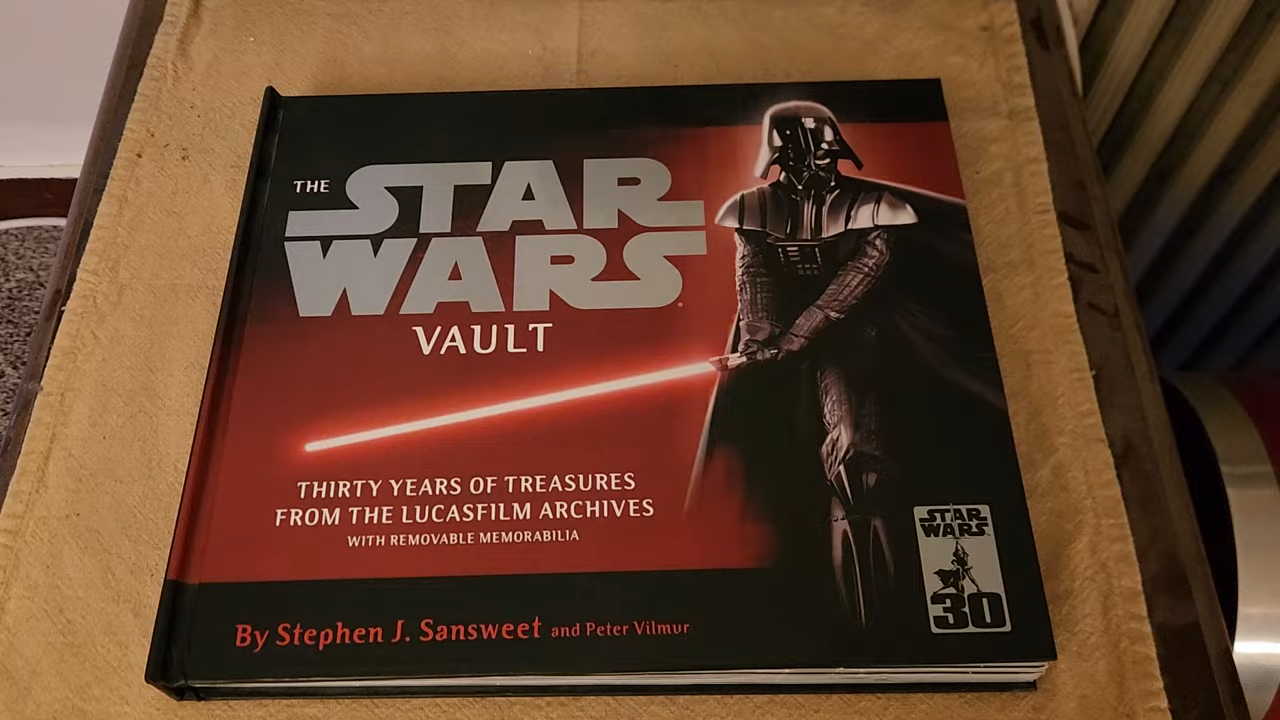 THE
STAR
WARS
VAULT
THIRTY YEARS OF TREASURES
FROM THE LUCASFILM ARCHIVES
WITH REMOVABLE MEMORABILIA
By Stephen J. Sansweet and Peter Vilmur
STAR
WARS
30